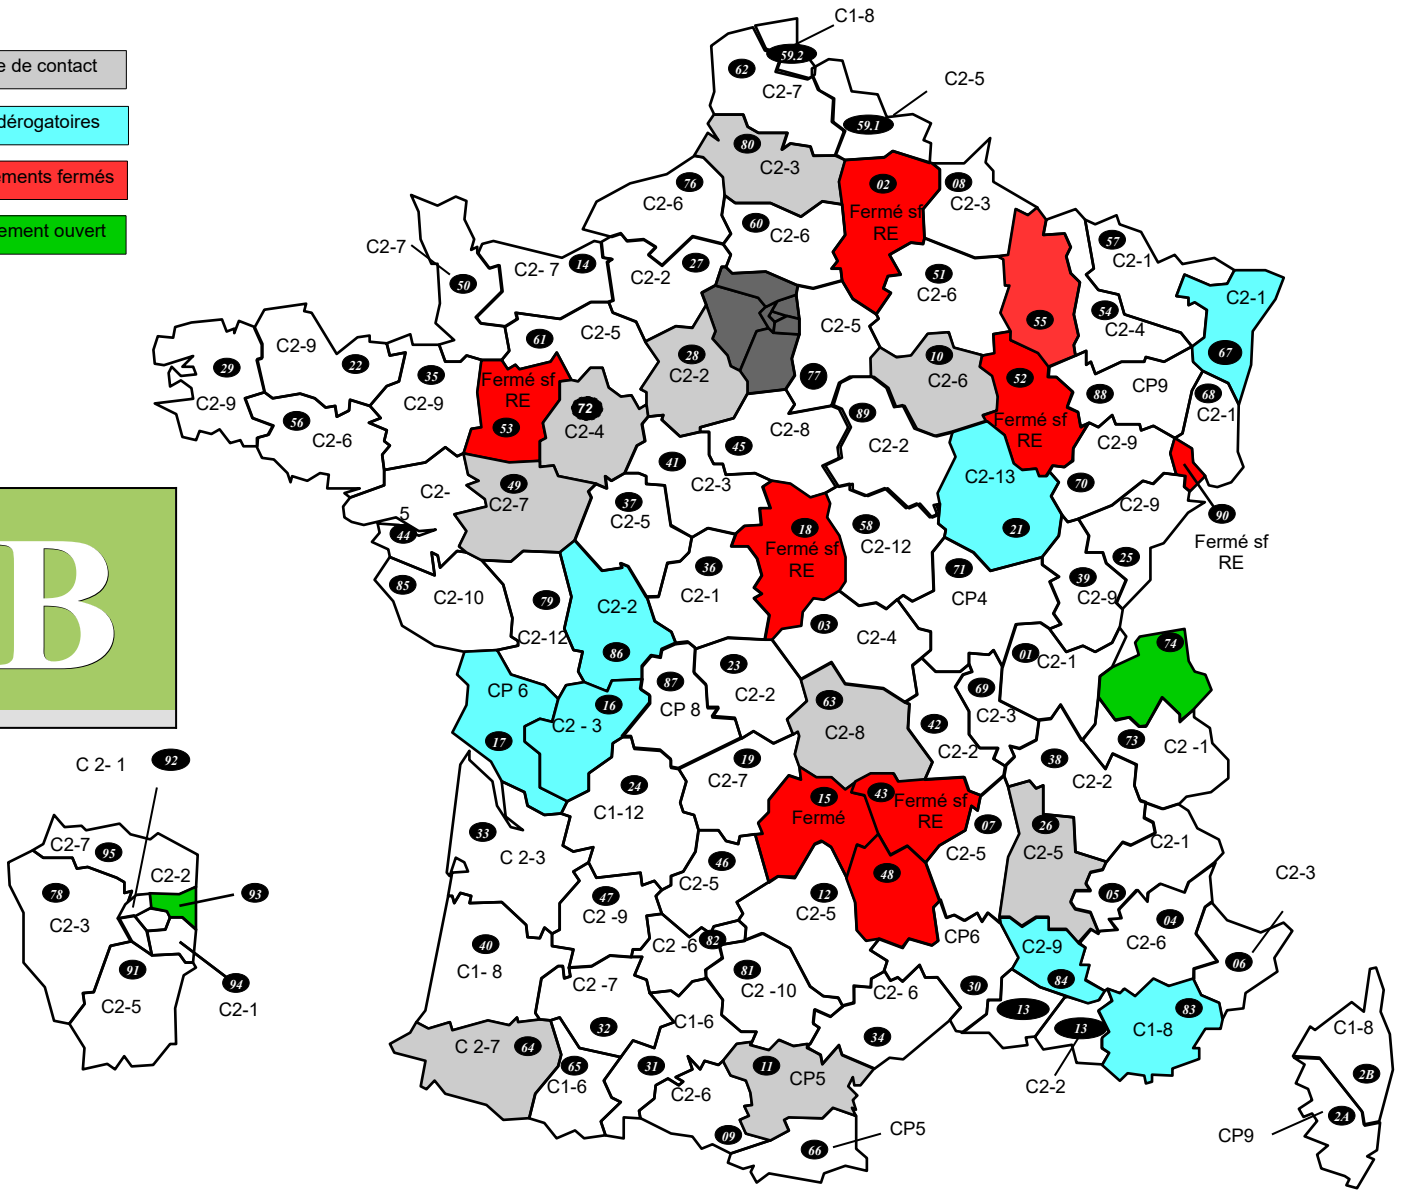 e de contact
dérogatoires
ements fermés
ement ouvert
B
C1-8
59.2
62
C2-7
C2-5
59.1
80
C2-3
76
C2-6
02
Fermé sf
RE
08
C2-3
60
C2-6
C2-7
50
C2- 7
14
C2-2
27
51
C2-6
57
C2-1
55
54
C2-4
C2-1
67
61
C2-5
C2-5
77
28
C2-2
10
C2-6
52
Fermé sf
RE
88
CP9
68
C2-1
29
C2-9
C2-9
22
35
C2-9
56
C2-6
Fermé sf
RE
53
72
C2-4
45
C2-8
89
C2-2
C2-9
70
C2-13
21
C2-9
25
90
Fermé sf
RE
41
C2-3
C2-
5
44
49
C2-7
37
C2-5
18
Fermé sf
RE
58
C2-12
36
C2-1
71
CP4
39
C2-9
85
C2-10
79
C2-12
C2-2
86
03
C2-4
01
C2-1
74
23
C2-2
87
CP 8
CP 6
17
16
C2 - 3
63
C2-8
69
C2-3
42
C2-2
73
C2 -1
38
C2-2
19
C2-7
24
C1-12
15
Fermé
43
Fermé sf
RE
07
C2-5
26
C2-5
C2-1
05
33
C 2-3
46
C2-5
48
47
C2 -9
12
C2-5
04
C2-6
C2-3
06
40
C1- 8
C2 -6
82
CP6
30
C2-9
84
81
C2 -10
C2 -7
32
C2- 6
34
13
13
C2-2
83
C1-8
C1-6
C 2-7
64
65
C1-6
31
C2-6
09
11
CP5
66
CP5
C1-8
2B
2A
CP9
C 2- 1
92
C2-7
95
C2-2
78
C2-3
93
91
C2-5
94
C2-1